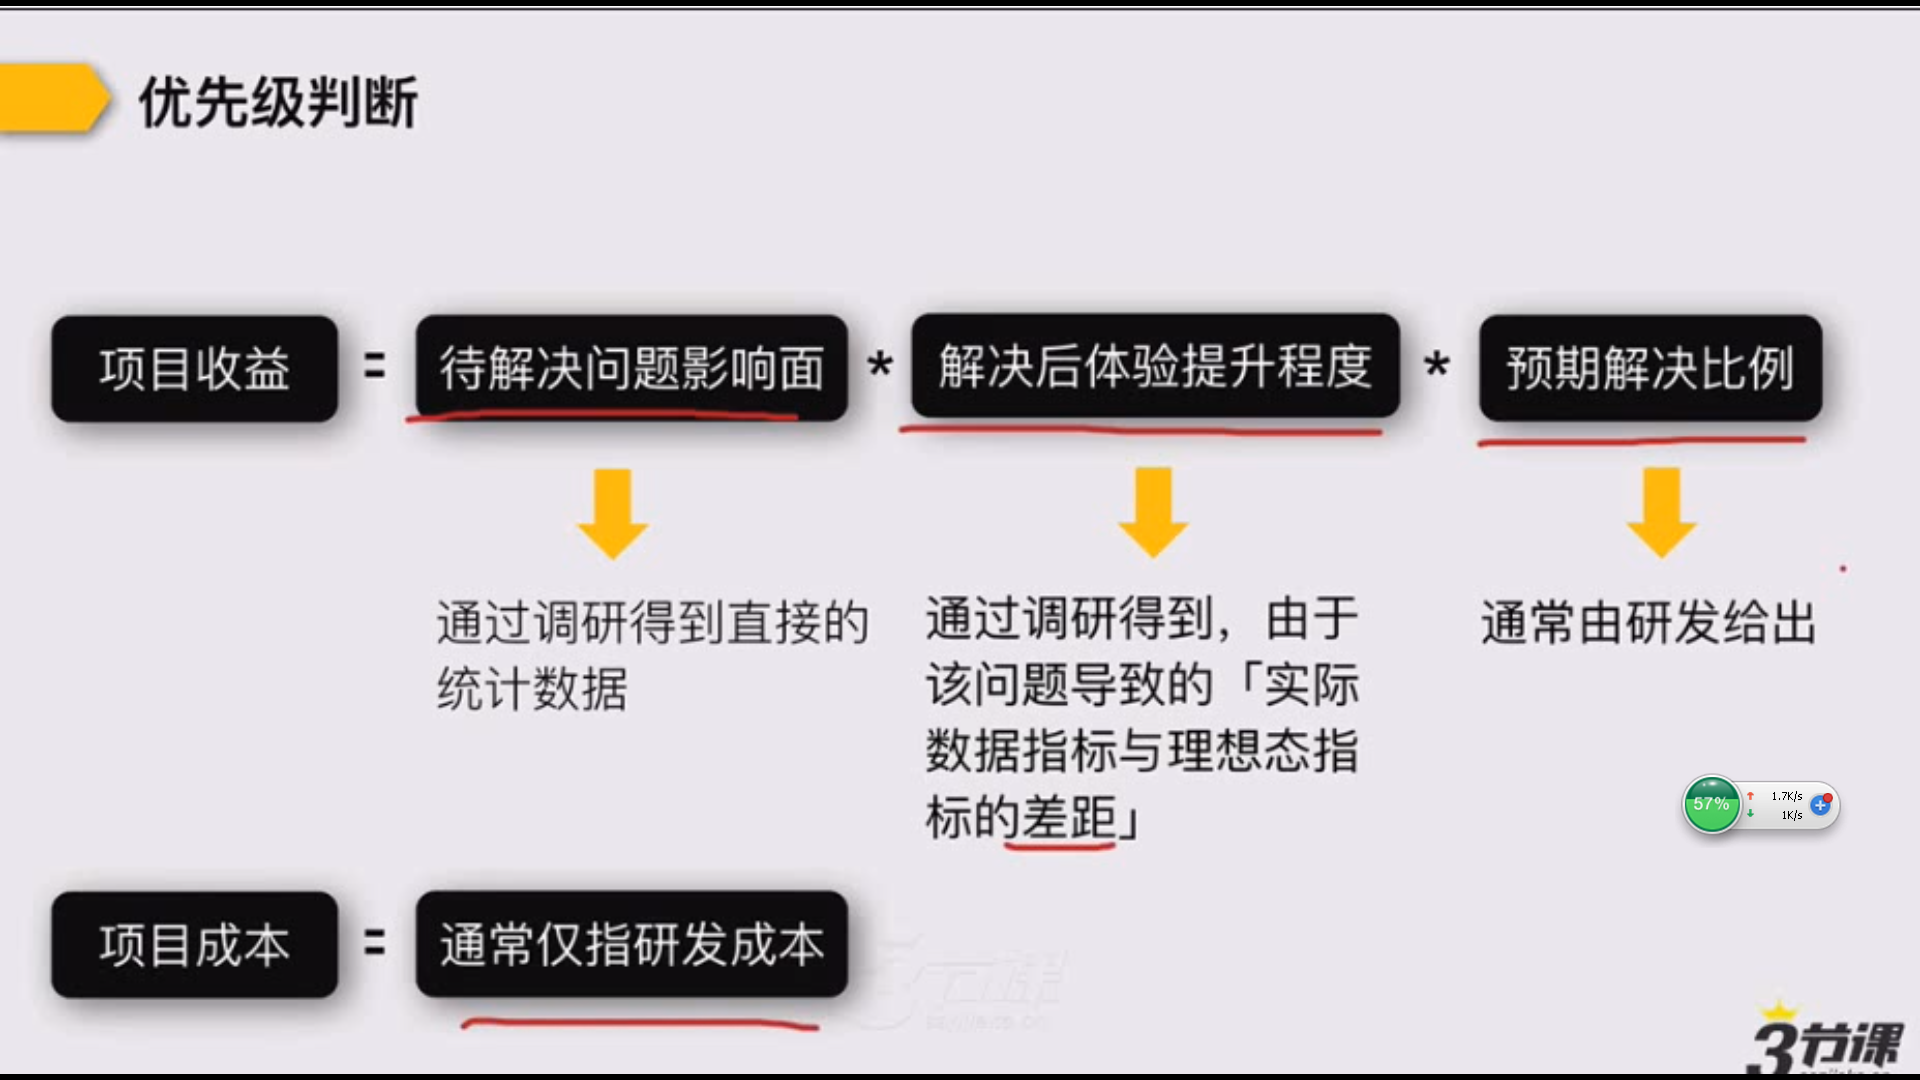 优先级判断
项目收益 = 待解决问题影响面 * 解决后体验提升程度 * 预期解决比例
通过调研得到直接的
统计数据
通过调研得到，由于
该问题导致的「实际
数据指标与理想态指
标的差距」
通常由研发给出
57%
1.7K/s
1K/s
项目成本 = 通常仅指研发成本
3节课
3节课